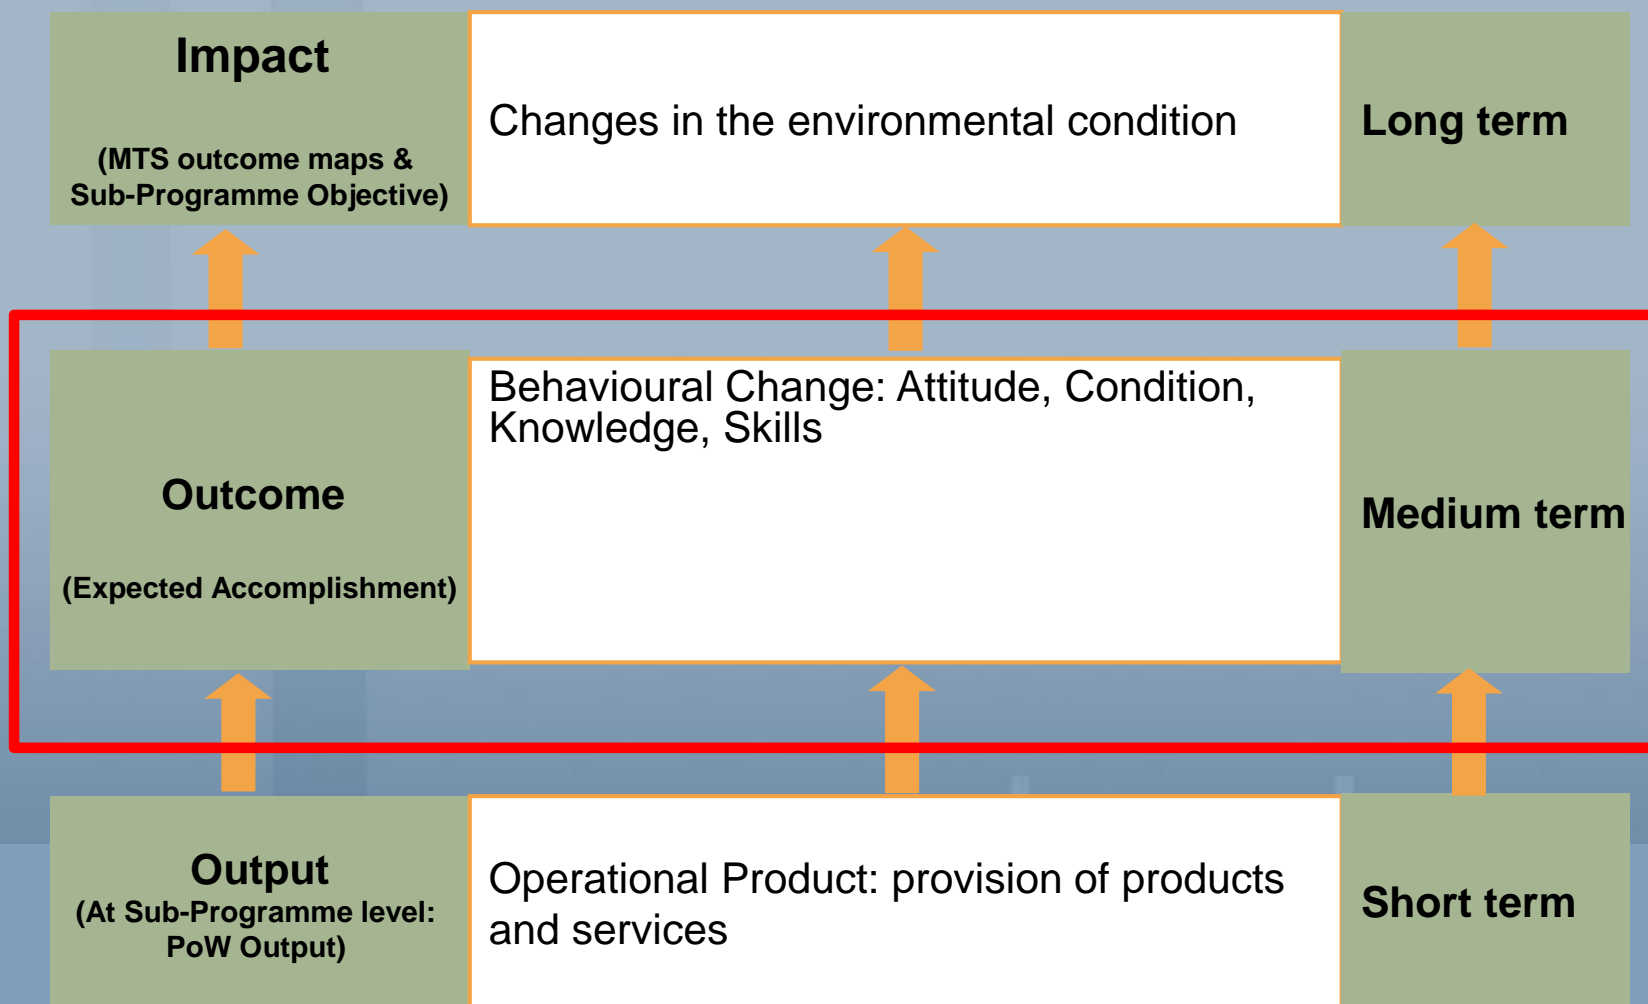 Impact
(MTS outcome maps &
Sub-Programme Objective)
Changes in the environmental condition
Long term
Outcome
(Expected Accomplishment)
Behavioural Change: Attitude, Condition,
Knowledge, Skills
Medium term
Output
(At Sub-Programme level:
PoW Output)
Operational Product: provision of products
and services
Short term